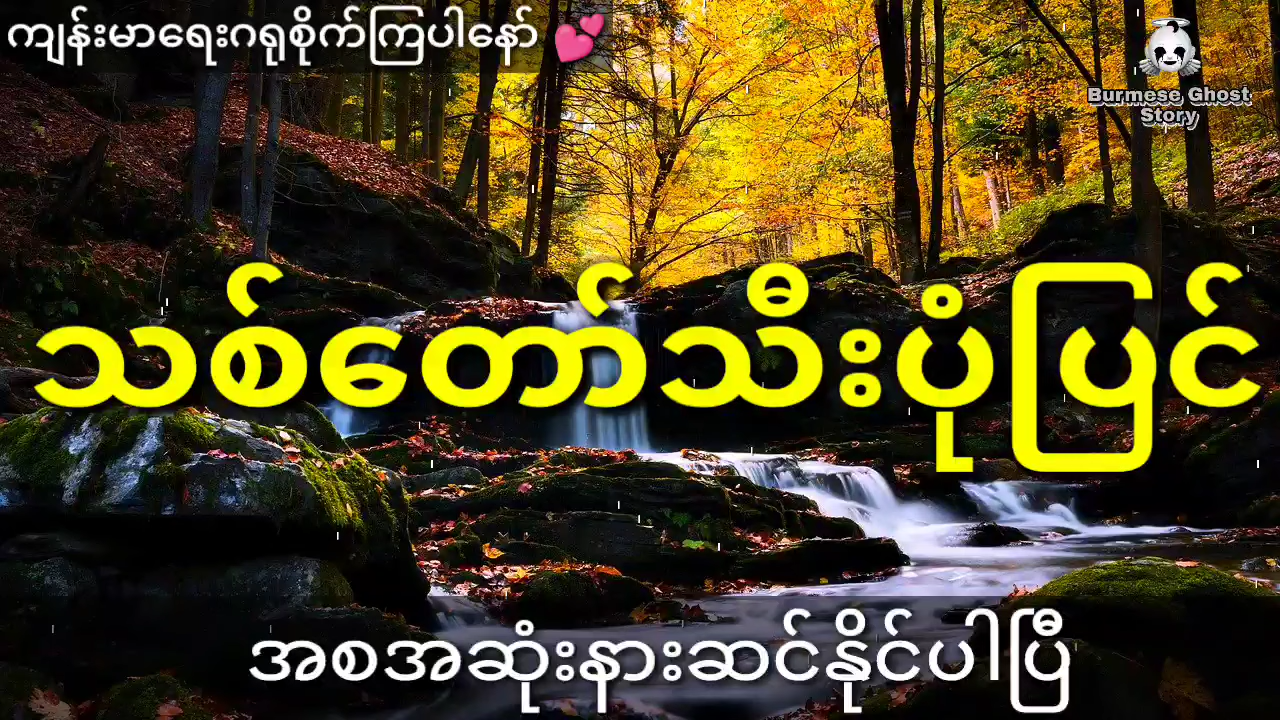 ကျန်းမာရေးဂရုစိုက်ကြပါနော် 💕
Burmese Ghost
Story
သစ်တော်သီးပုံပြင်
အစအဆုံးနားဆင်နိုင်ပါပြီ